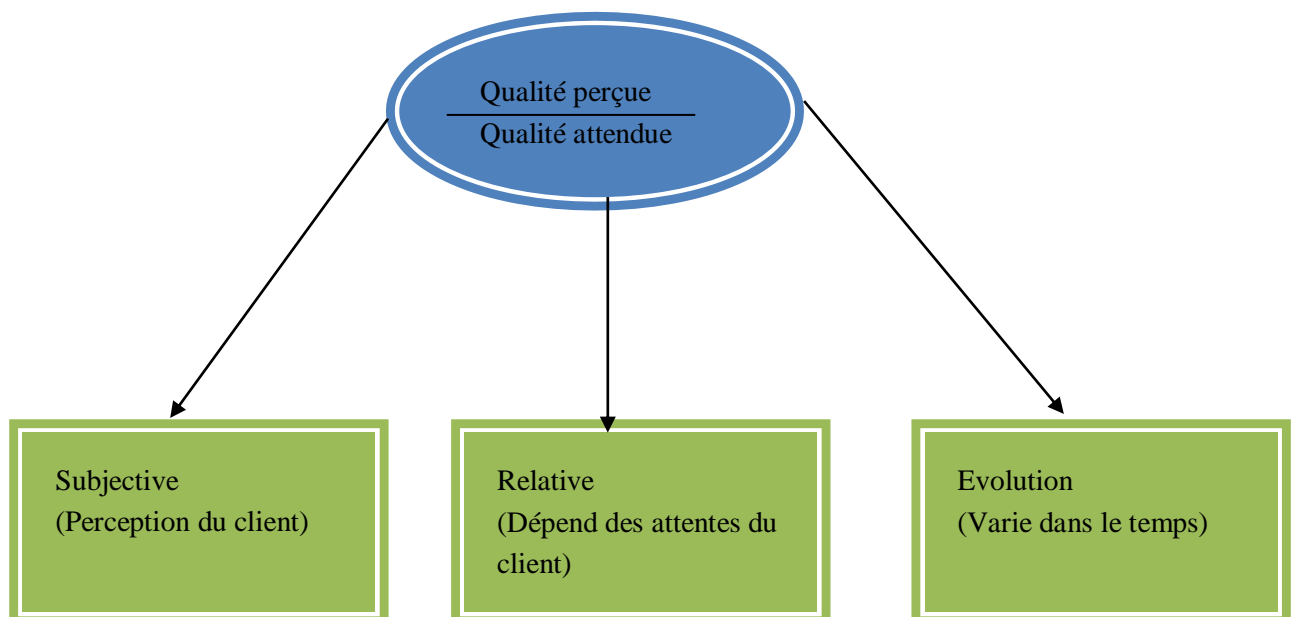 Qualité perçue
Qualité attendue
Subjective
(Perception du client)
Relative
(Dépend des attentes du
client)
Evolution
(Varie dans le temps)